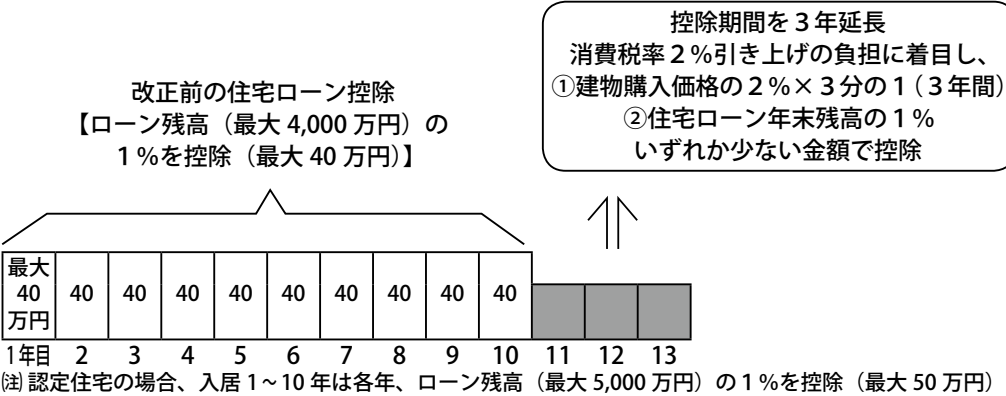 控除期間を３年延長
消費税率２％引き上げの負担に着目し、
①建物購入価格の２％×３分の１（３年間）
②住宅ローン年末残高の１％
いずれか少ない金額で控除
改正前の住宅ローン控除
【ローン残高（最大 4,000 万円）の
１％を控除（最大 40 万円）】
最大
40
万円
40 40 40 40 40 40 40 40 40
1年目 2 3 4 5 6 7 8 9 10 11 12 13
㊟ 認定住宅の場合、入居 1～10 年は各年、ローン残高（最大 5,000 万円）の１％を控除（最大 50 万円）